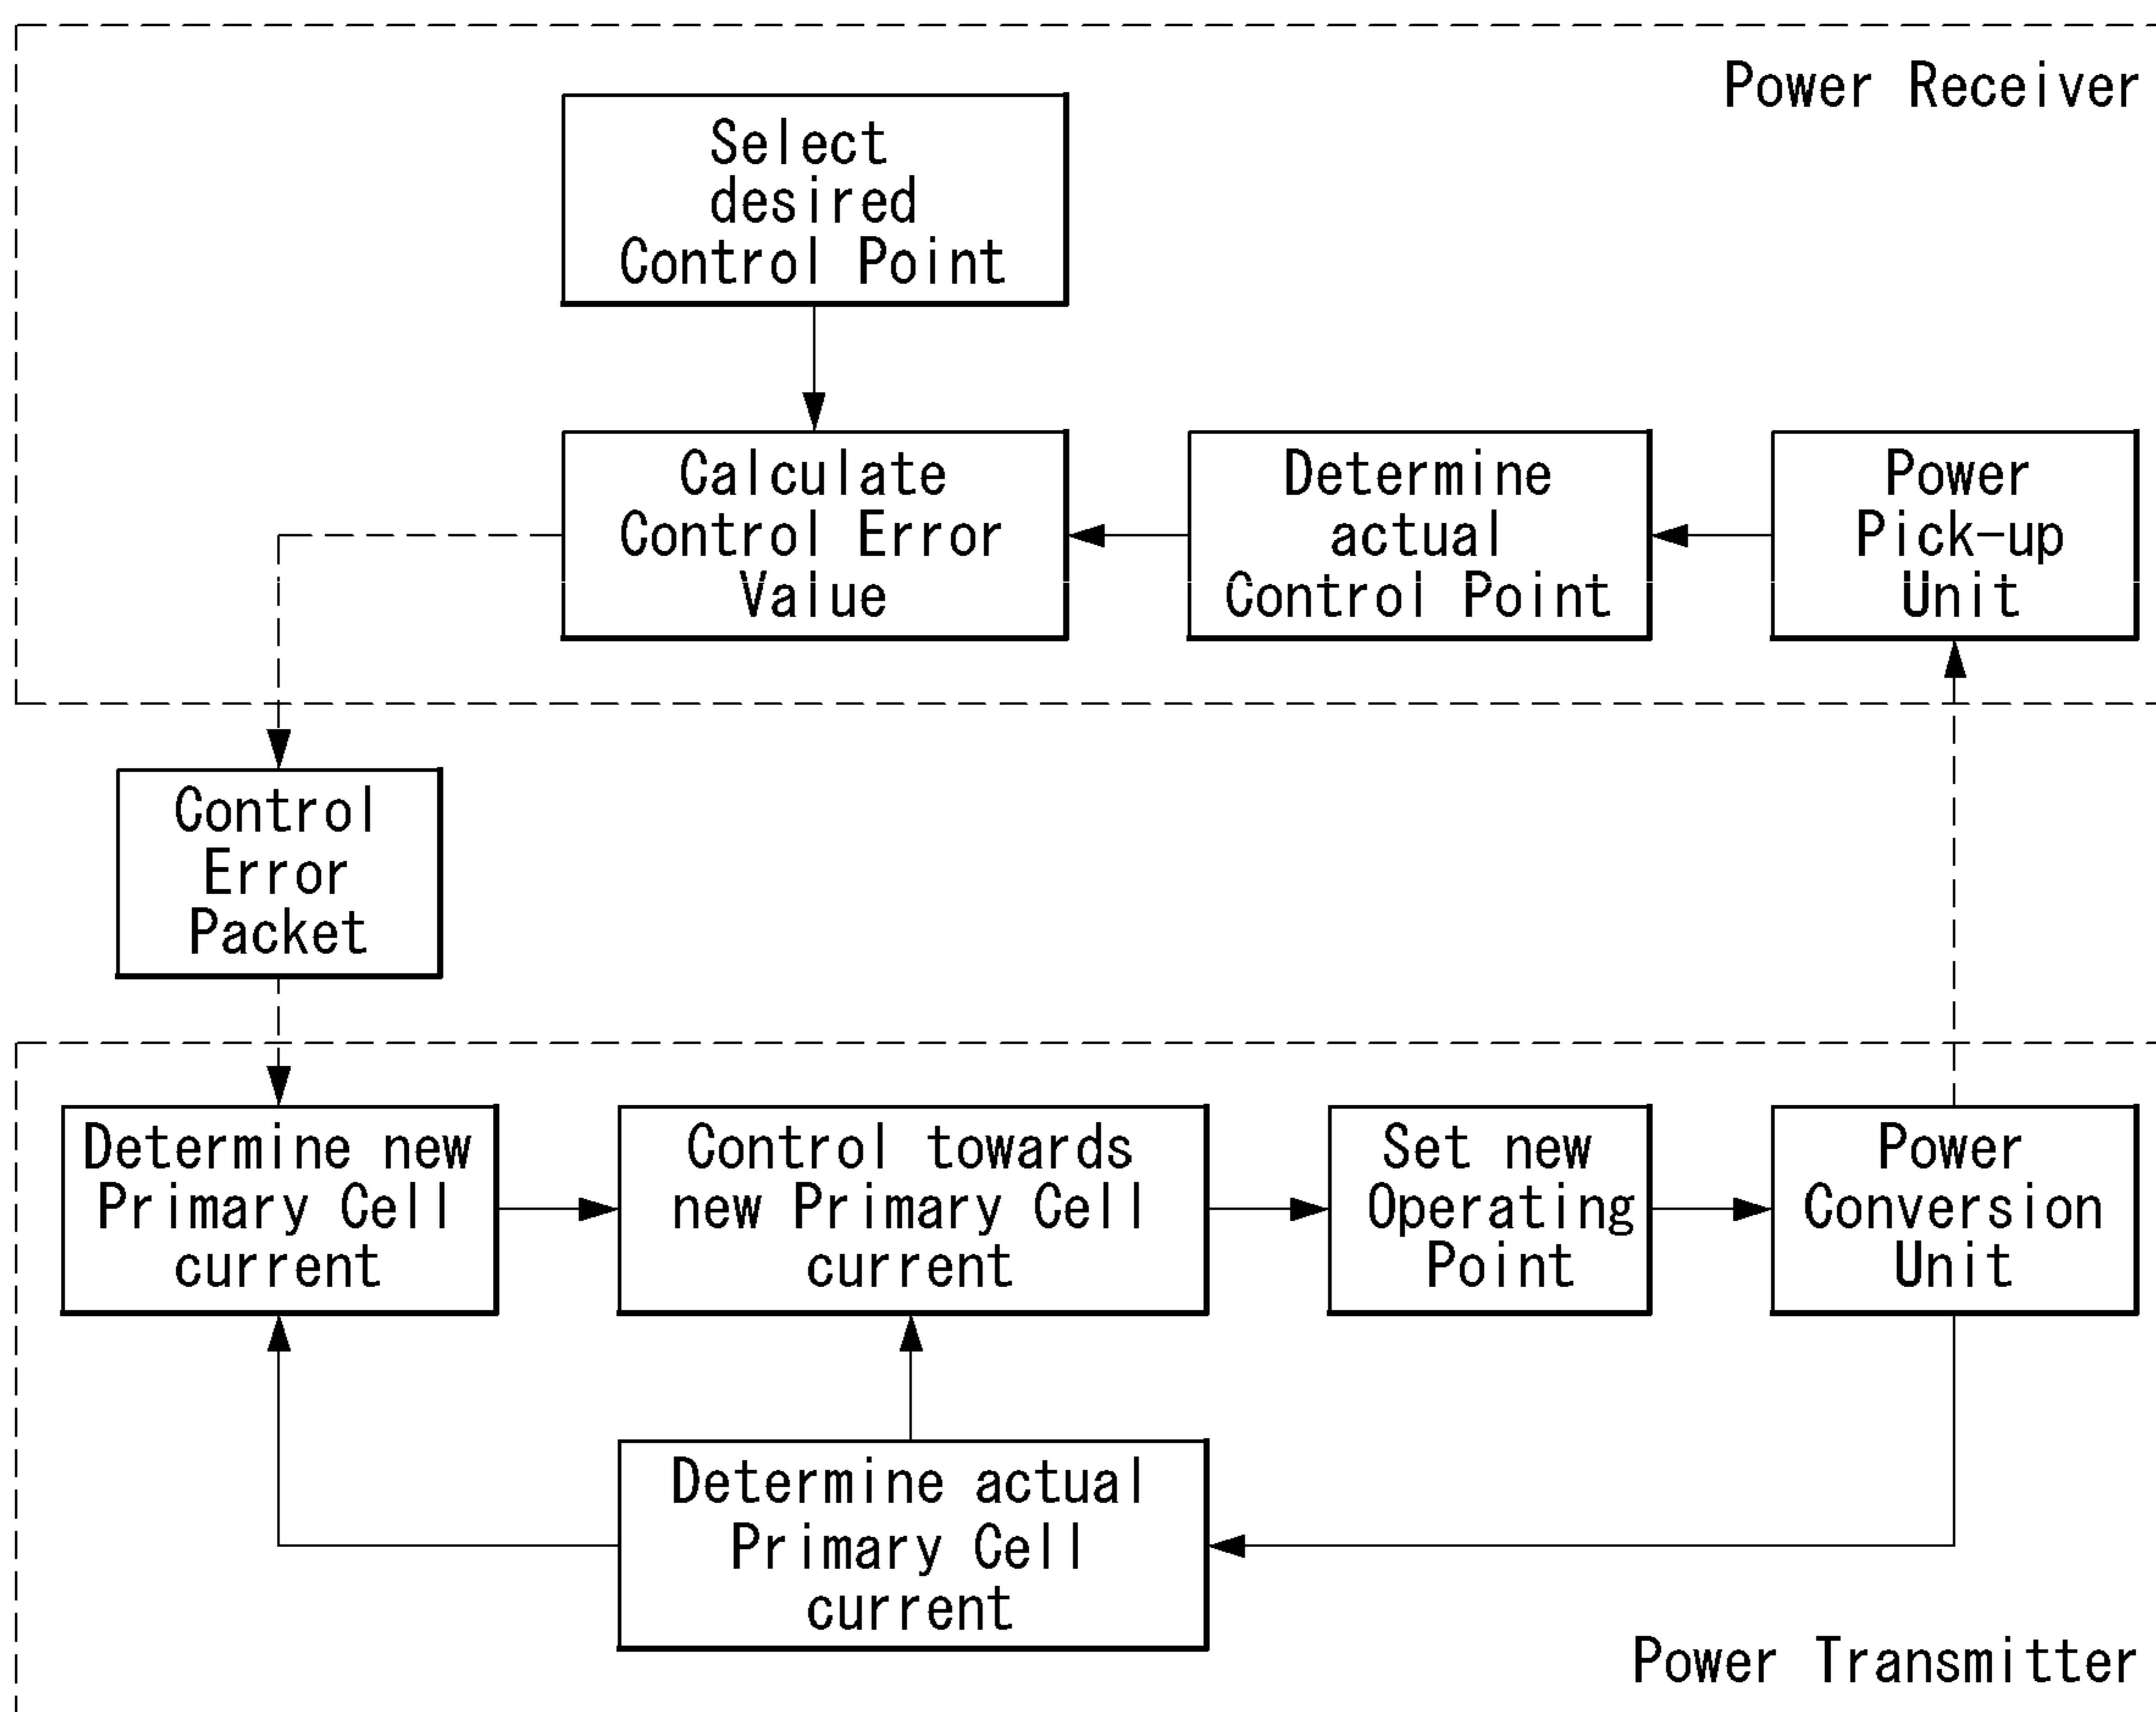 Power Receiver
Select
desired
Control Point
Calculate
Control Error
Value
Determine
actual
Control Point
Power
Pick-up
Unit
Control
Error
Packet
Determine new
Primary Cell
current
Control towards
new Primary Cell
current
Set new
Operating
Point
Power
Conversion
Unit
Determine actual
Primary Cell
current
Power Transmitter